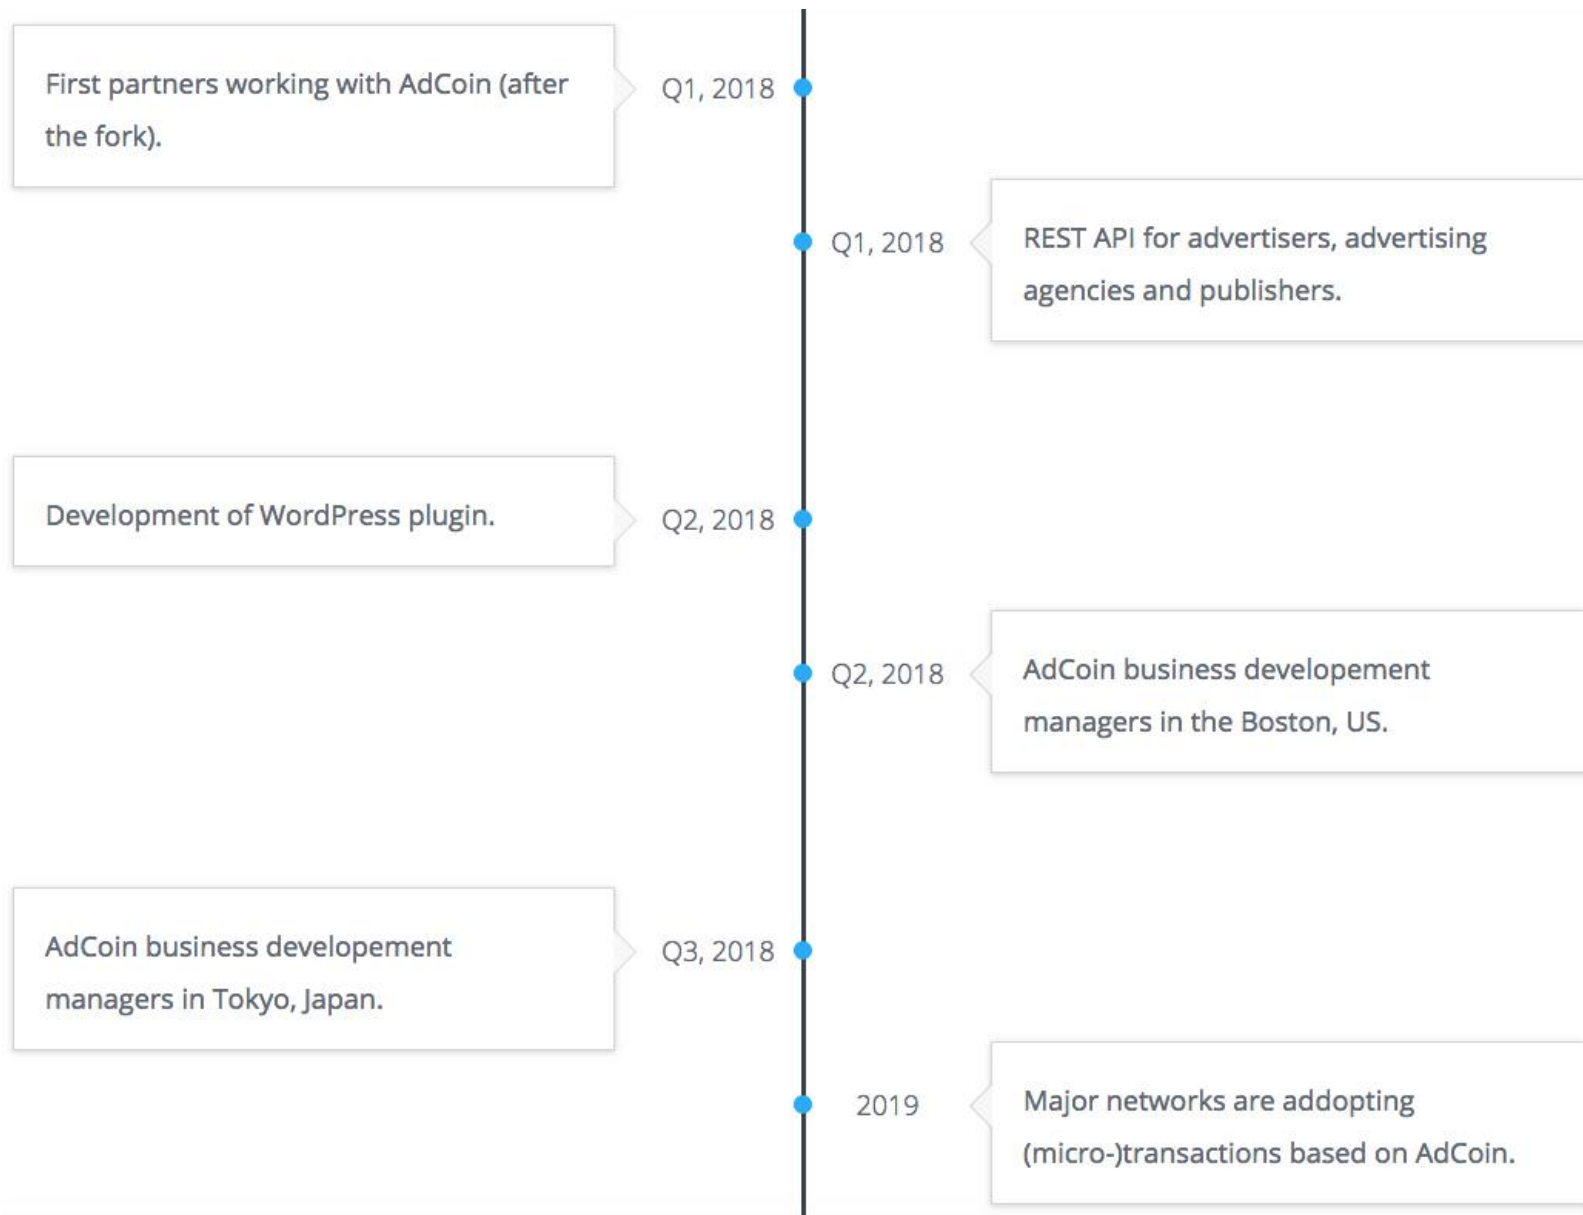 First partners working with AdCoin (after
the fork).
Q1, 2018
Q1, 2018
REST API for advertisers, advertising
agencies and publishers.
Development of WordPress plugin.
Q2, 2018
Q2, 2018
AdCoin business developement
managers in the Boston, US.
AdCoin business developement
managers in Tokyo, Japan.
Q3, 2018
2019
Major networks are addopting
(micro-)transactions based on AdCoin.